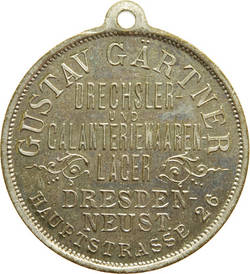 GUSTAV GÄRTNER
DRECHSLER-
UND
GALANTERIEWAAREN-
LAGER
DRESDEN-
NEUST.
HAUPTSTRASSE 26